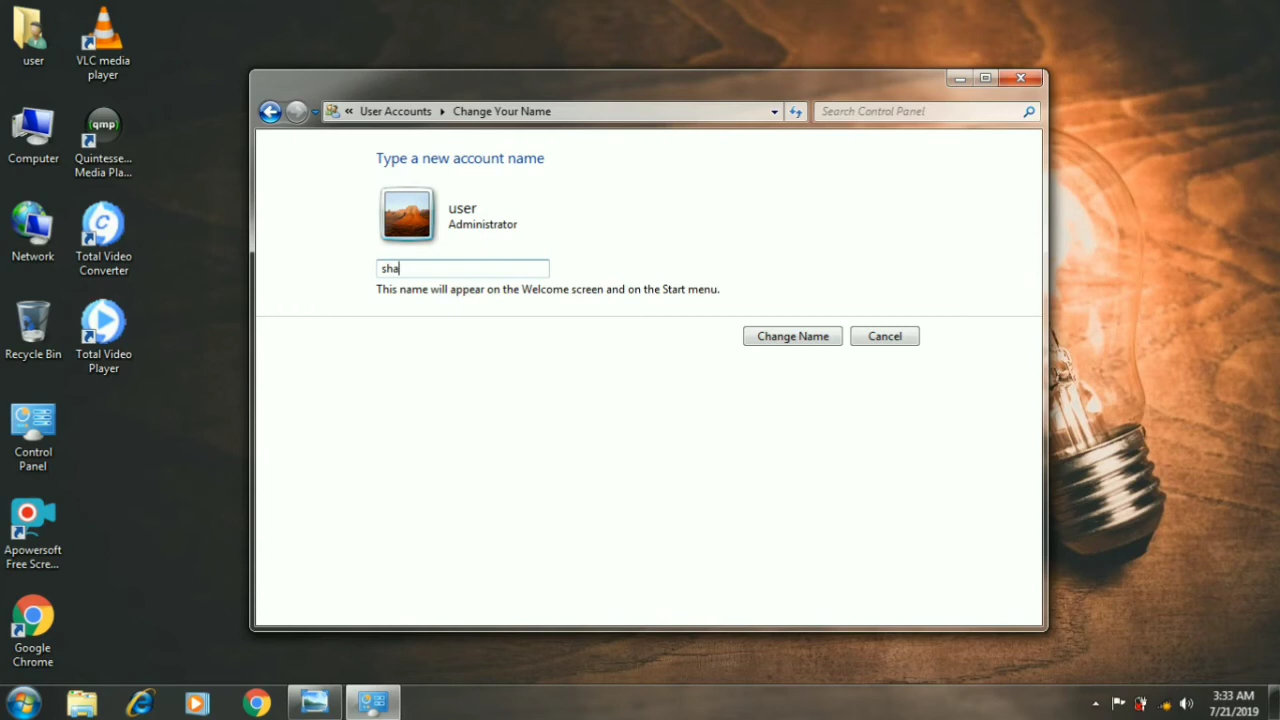 user
VLC media
player
Computer
qmp
Quintesse...
Media Pla...
Network
Total Video
Converter
Recycle Bin
Total Video
Player
Control
Panel
Apowersoft
Free Scre...
Google
Chrome
« User Accounts Change Your Name
Search Control Panel
Type a new account name
user
Administrator
sha
This name will appear on the Welcome screen and on the Start menu.
Change Name
Cancel
3:33 AM
7/21/2019